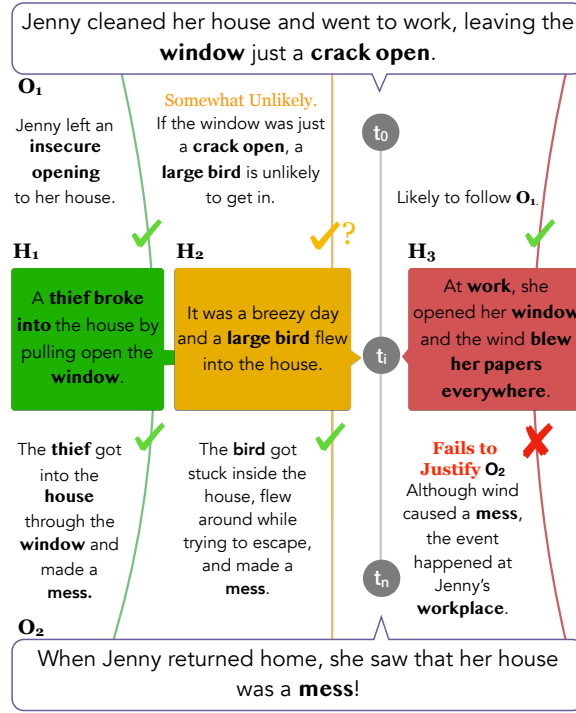 Jenny cleaned her house and went to work, leaving the
window just a crack open.
O₁
Jenny left an
insecure
opening
to her house.
Somewhat Unlikely.
If the window was just
a crack open, a
large bird is unlikely
to get in.
t₀
Likely to follow O₁.
?
H₁
A thief broke
into the house by
pulling open the
window.
H₂
It was a breezy day
and a large bird flew
into the house.
tᵢ
H₃
At work, she
opened her window
and the wind blew
her papers
everywhere.
The thief got
into the
house
through the
window and
made a
mess.
The bird got
stuck inside the
house, flew
around while
trying to escape,
and made a
mess.
Fails to
Justify O₂
Although wind
caused a mess,
the event
happened at
Jenny's
workplace.
tₙ
O₂
When Jenny returned home, she saw that her house
was a mess!